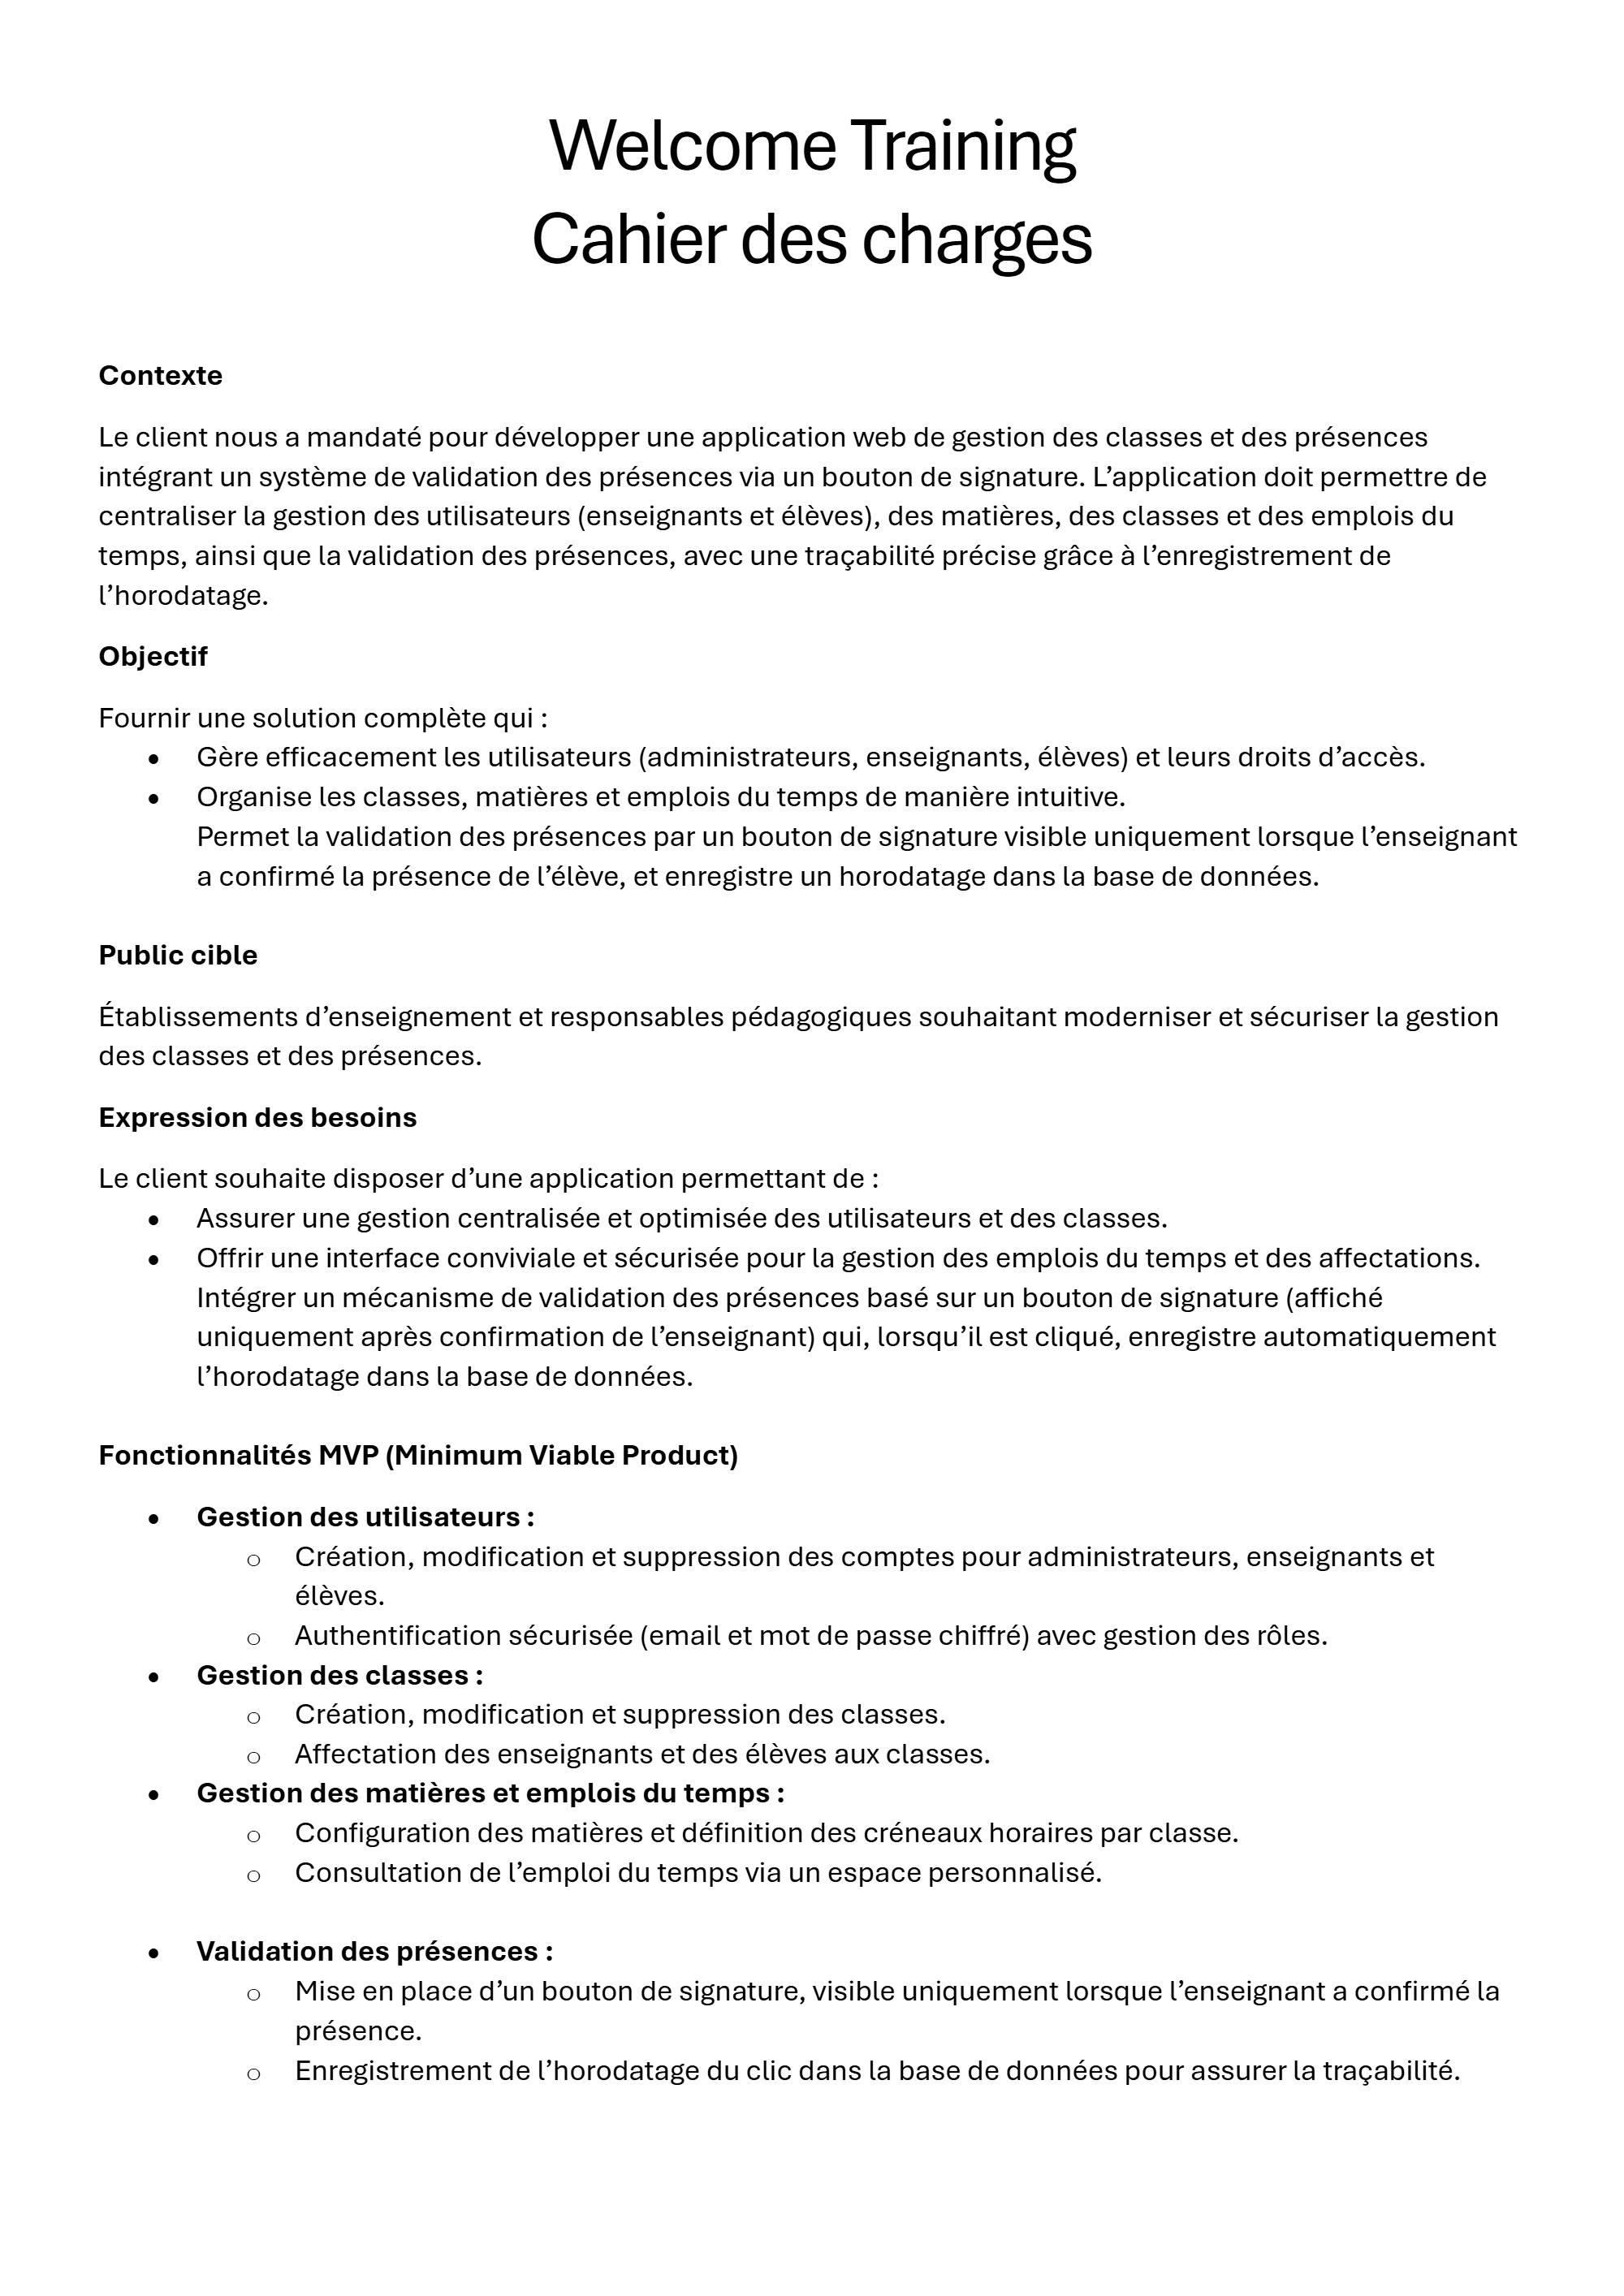 Welcome Training
Cahier des charges
Contexte
Le client nous a mandaté pour développer une application web de gestion des classes et des présences
intégrant un système de validation des présences via un bouton de signature. L’application doit permettre de
centraliser la gestion des utilisateurs (enseignants et élèves), des matières, des classes et des emplois du
temps, ainsi que la validation des présences, avec une traçabilité précise grâce à l’enregistrement de
l’horodatage.
Objectif
Fournir une solution complète qui :
• Gère efficacement les utilisateurs (administrateurs, enseignants, élèves) et leurs droits d’accès.
• Organise les classes, matières et emplois du temps de manière intuitive.
Permet la validation des présences par un bouton de signature visible uniquement lorsque l’enseignant
a confirmé la présence de l’élève, et enregistre un horodatage dans la base de données.
Public cible
Établissements d’enseignement et responsables pédagogiques souhaitant moderniser et sécuriser la gestion
des classes et des présences.
Expression des besoins
Le client souhaite disposer d’une application permettant de :
• Assurer une gestion centralisée et optimisée des utilisateurs et des classes.
• Offrir une interface conviviale et sécurisée pour la gestion des emplois du temps et des affectations.
Intégrer un mécanisme de validation des présences basé sur un bouton de signature (affiché
uniquement après confirmation de l’enseignant) qui, lorsqu’il est cliqué, enregistre automatiquement
l’horodatage dans la base de données.
Fonctionnalités MVP (Minimum Viable Product)
• Gestion des utilisateurs :
○ Création, modification et suppression des comptes pour administrateurs, enseignants et
élèves.
○ Authentification sécurisée (email et mot de passe chiffré) avec gestion des rôles.
• Gestion des classes :
○ Création, modification et suppression des classes.
○ Affectation des enseignants et des élèves aux classes.
• Gestion des matières et emplois du temps :
○ Configuration des matières et définition des créneaux horaires par classe.
○ Consultation de l’emploi du temps via un espace personnalisé.
• Validation des présences :
○ Mise en place d’un bouton de signature, visible uniquement lorsque l’enseignant a confirmé la
présence.
○ Enregistrement de l’horodatage du clic dans la base de données pour assurer la traçabilité.